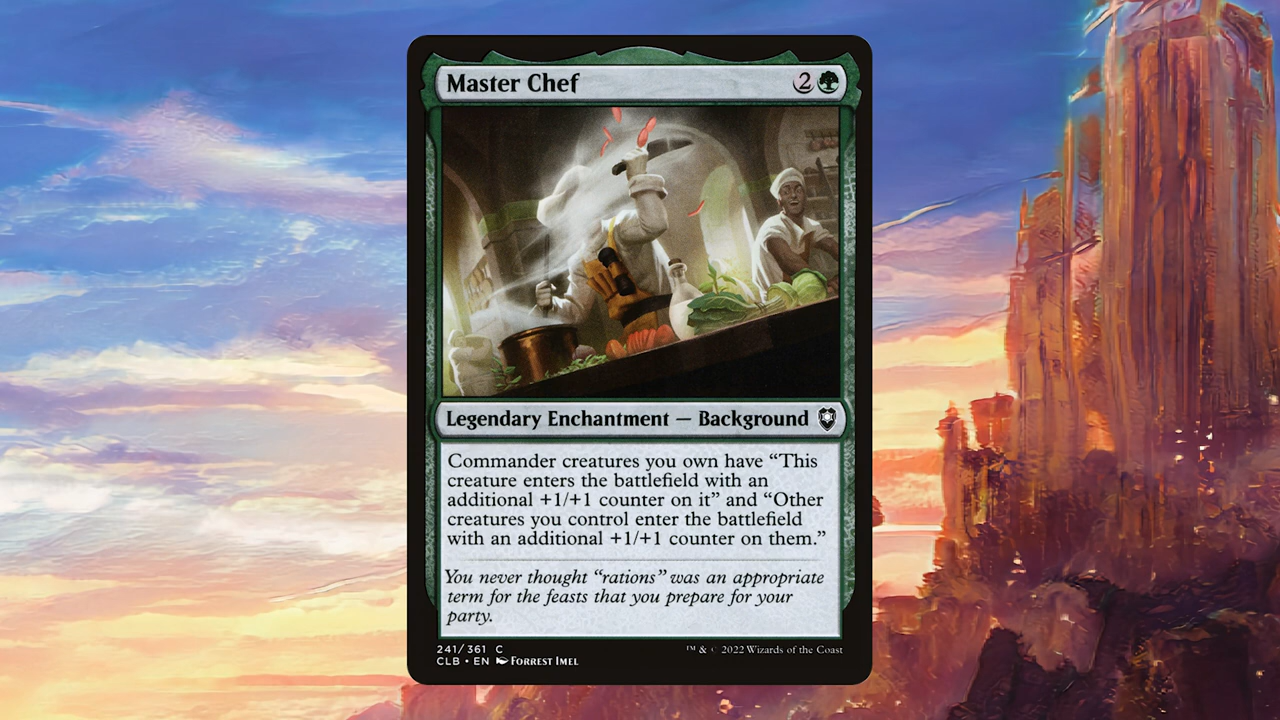 Master Chef 2
Legendary Enchantment — Background
Commander creatures you own have “This
creature enters the battlefield with an
additional +1/+1 counter on it” and “Other
creatures you control enter the battlefield
with an additional +1/+1 counter on them.”
You never thought “rations” was an appropriate
term for the feasts that you prepare for your
party.
241/361 C
™ & © 2022 Wizards of the Coast
CLB • EN Forrest Imel